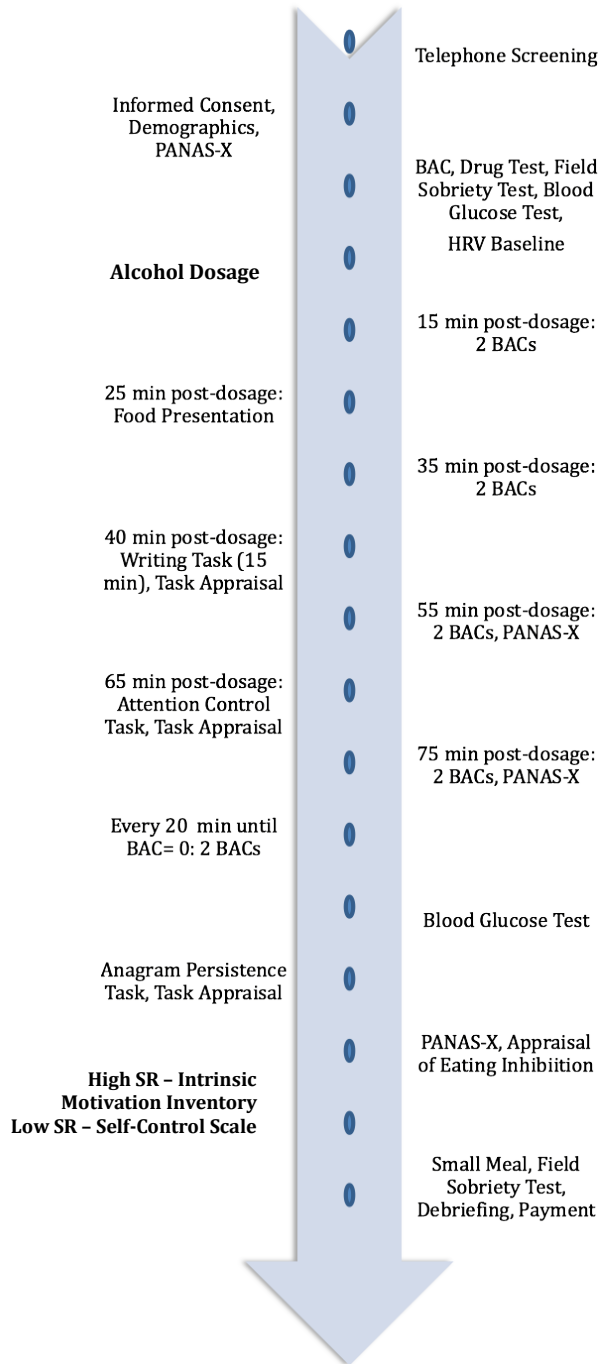 Telephone Screening
Informed Consent,
Demographics,
PANAS-X
BAC, Drug Test, Field
Sobriety Test, Blood
Glucose Test,
HRV Baseline
Alcohol Dosage
15 min post-dosage:
2 BACs
25 min post-dosage:
Food Presentation
35 min post-dosage:
2 BACs
40 min post-dosage:
Writing Task (15
min), Task Appraisal
55 min post-dosage:
2 BACs, PANAS-X
65 min post-dosage:
Attention Control
Task, Task Appraisal
75 min post-dosage:
2 BACs, PANAS-X
Every 20  min until
BAC= 0: 2 BACs
Blood Glucose Test
Anagram Persistence
Task, Task Appraisal
PANAS-X, Appraisal
of Eating Inhibiition
High SR – Intrinsic
Motivation Inventory
Low SR – Self-Control Scale
Small Meal, Field
Sobriety Test,
Debriefing, Payment